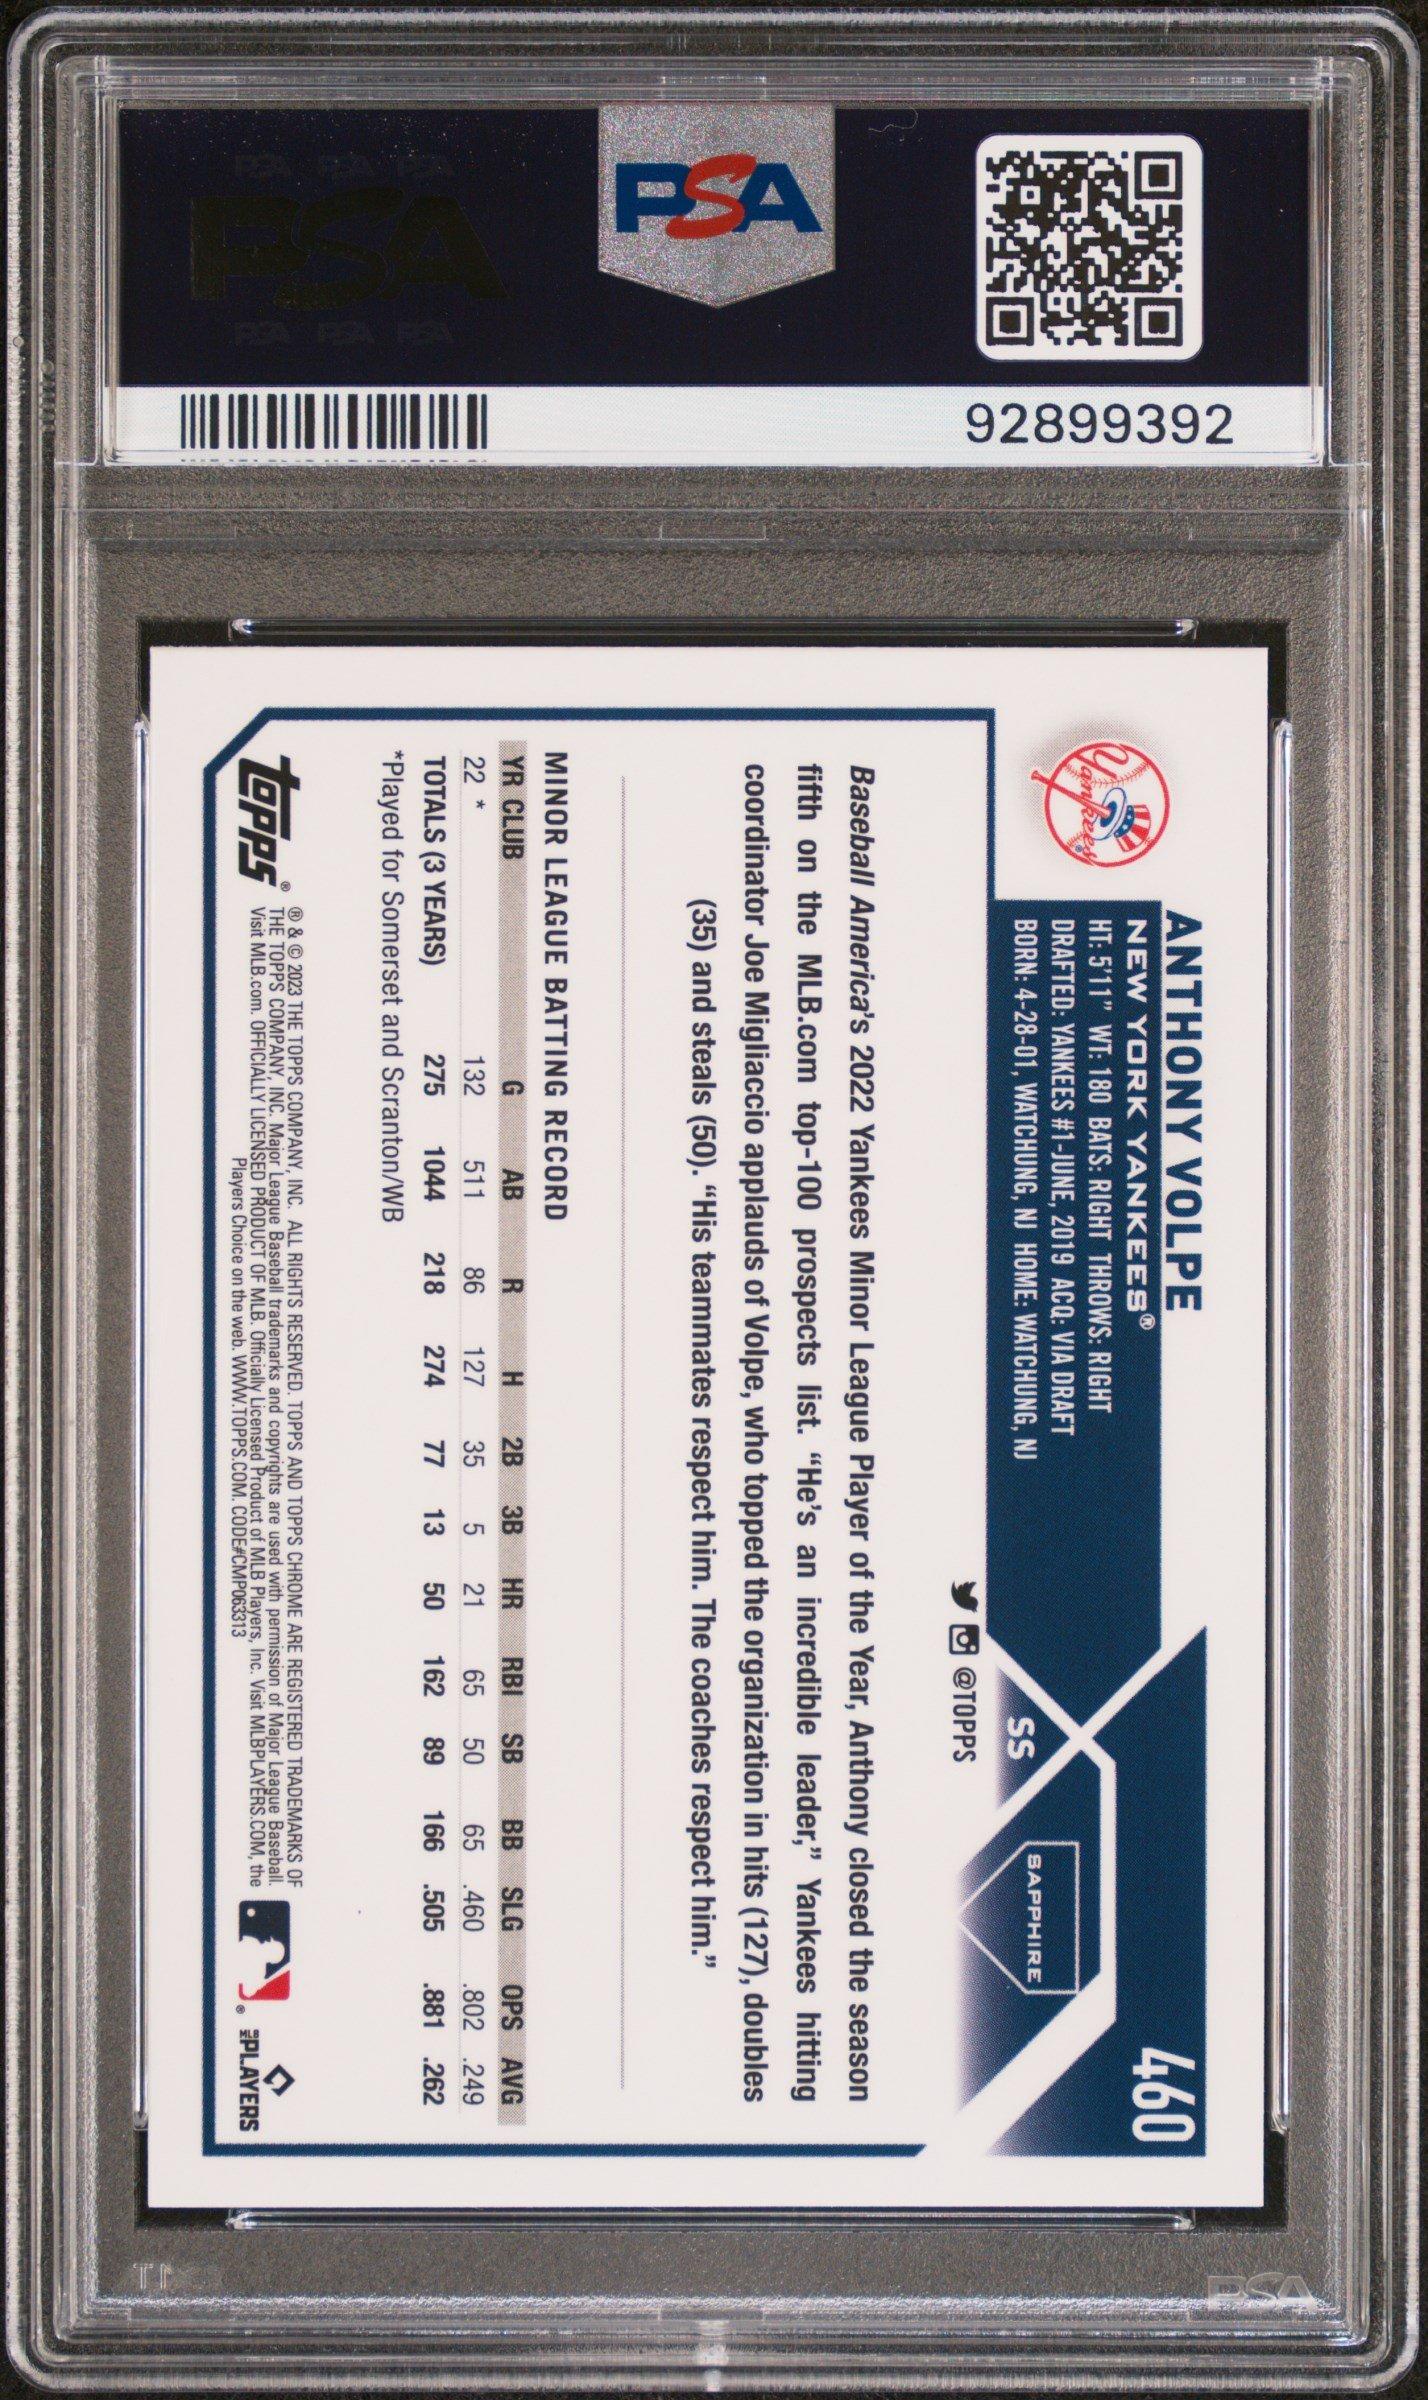 PSA
PSA PSA PSA
PSA
PSA PSA PSA
92899392
460
ANTHONY VOLPE
NEW YORK YANKEES®
HT: 5'11" WT: 180 BATS: RIGHT THROWS: RIGHT
DRAFTED: YANKEES #1-JUNE, 2019 ACQ: VIA DRAFT
BORN: 4-28-01, WATCHUNG, NJ HOME: WATCHUNG, NJ
Yankees®
SS
SAPPHIRE
@TOPPS
Baseball America's 2022 Yankees Minor League Player of the Year, Anthony closed the season
fifth on the MLB.com top-100 prospects list. “He's an incredible leader,” Yankees hitting
coordinator Joe Migliaccio applauds of Volpe, who topped the organization in hits (127), doubles
(35) and steals (50). “His teammates respect him. The coaches respect him.”
MINOR LEAGUE BATTING RECORD
YR CLUB G AB R H 2B 3B HR RBI SB BB SLG OPS AVG
22 * 132 511 86 127 35 5 21 65 50 65 .460 .802 .249
TOTALS (3 YEARS) 275 1044 218 274 77 13 50 162 89 166 .505 .881 .262
*Played for Somerset and Scranton/WB
topps®
® & © 2023 THE TOPPS COMPANY, INC. ALL RIGHTS RESERVED. TOPPS AND TOPPS CHROME ARE REGISTERED TRADEMARKS OF
THE TOPPS COMPANY, INC. Major League Baseball trademarks and copyrights are used with permission of Major League Baseball.
Visit MLB.com. OFFICIALLY LICENSED PRODUCT OF MLB. Officially Licensed Product of MLB Players, Inc. Visit MLBPLAYERS.COM, the
Players Choice on the web. WWW.TOPPS.COM. CODE#CMP063313
®
PLAYERS
PSA